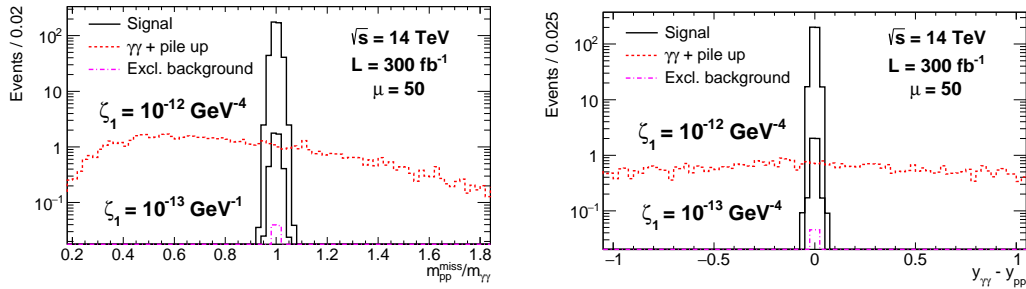 Events / 0.02
10²
10
1
10⁻¹
Signal
γγ + pile up
Excl. background
√s = 14 TeV
L = 300 fb⁻¹
μ = 50
ζ₁ = 10⁻¹² GeV⁻⁴
ζ₁ = 10⁻¹³ GeV⁻¹
0.2 0.4 0.6 0.8 1.0 1.2 1.4 1.6 1.8
m_pp^miss/m_γγ
Events / 0.025
10²
10
1
10⁻¹
Signal
γγ + pile up
Excl. background
√s = 14 TeV
L = 300 fb⁻¹
μ = 50
ζ₁ = 10⁻¹² GeV⁻⁴
ζ₁ = 10⁻¹³ GeV⁻⁴
−1 −0.5 0 0.5 1
y_γγ - y_pp